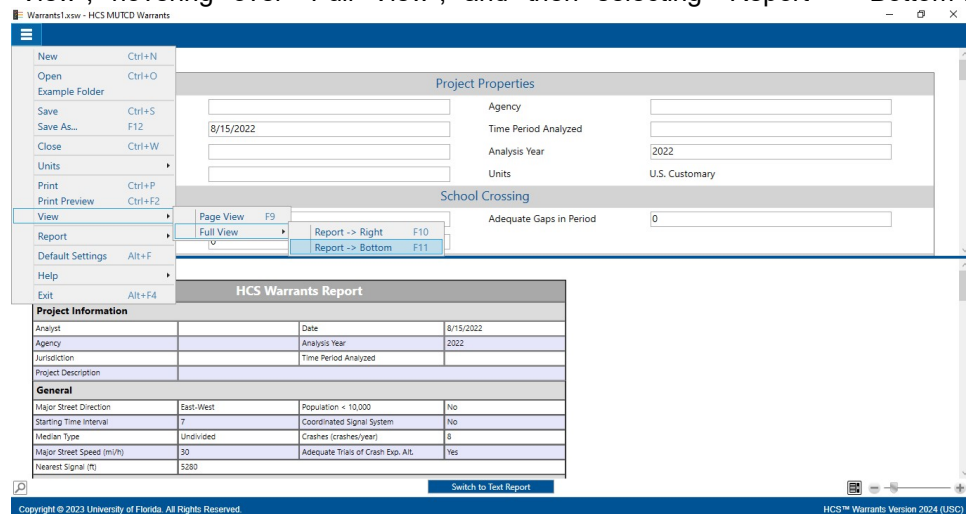 View , hovering over Full View , and then selecting Report Bottom
Warrants1.xsw - HCS MUTCD Warrants
New Ctrl+N
Open Ctrl+O
Example Folder
Save Ctrl+S
Save As... F12
Close Ctrl+W
Units
Print Ctrl+P
Print Preview Ctrl+F2
View
Report
Default Settings Alt+F
Help
Exit Alt+F4
Page View F9
Full View
Report -> Right F10
Report -> Bottom F11
Project Properties
Agency
8/15/2022 Time Period Analyzed
Analysis Year 2022
Units U.S. Customary
School Crossing
Adequate Gaps in Period 0
0
HCS Warrants Report
Project Information
Analyst Date 8/15/2022
Agency Analysis Year 2022
Jurisdiction Time Period Analyzed
Project Description
General
Major Street Direction East-West Population < 10,000 No
Starting Time Interval 7 Coordinated Signal System No
Median Type Undivided Crashes (crashes/year) 8
Major Street Speed (mi/h) 30 Adequate Trials of Crash Exp. Alt. Yes
Nearest Signal (ft) 5280
Switch to Text Report
Copyright © 2023 University of Florida. All Rights Reserved. HCS™ Warrants Version 2024 (USC)